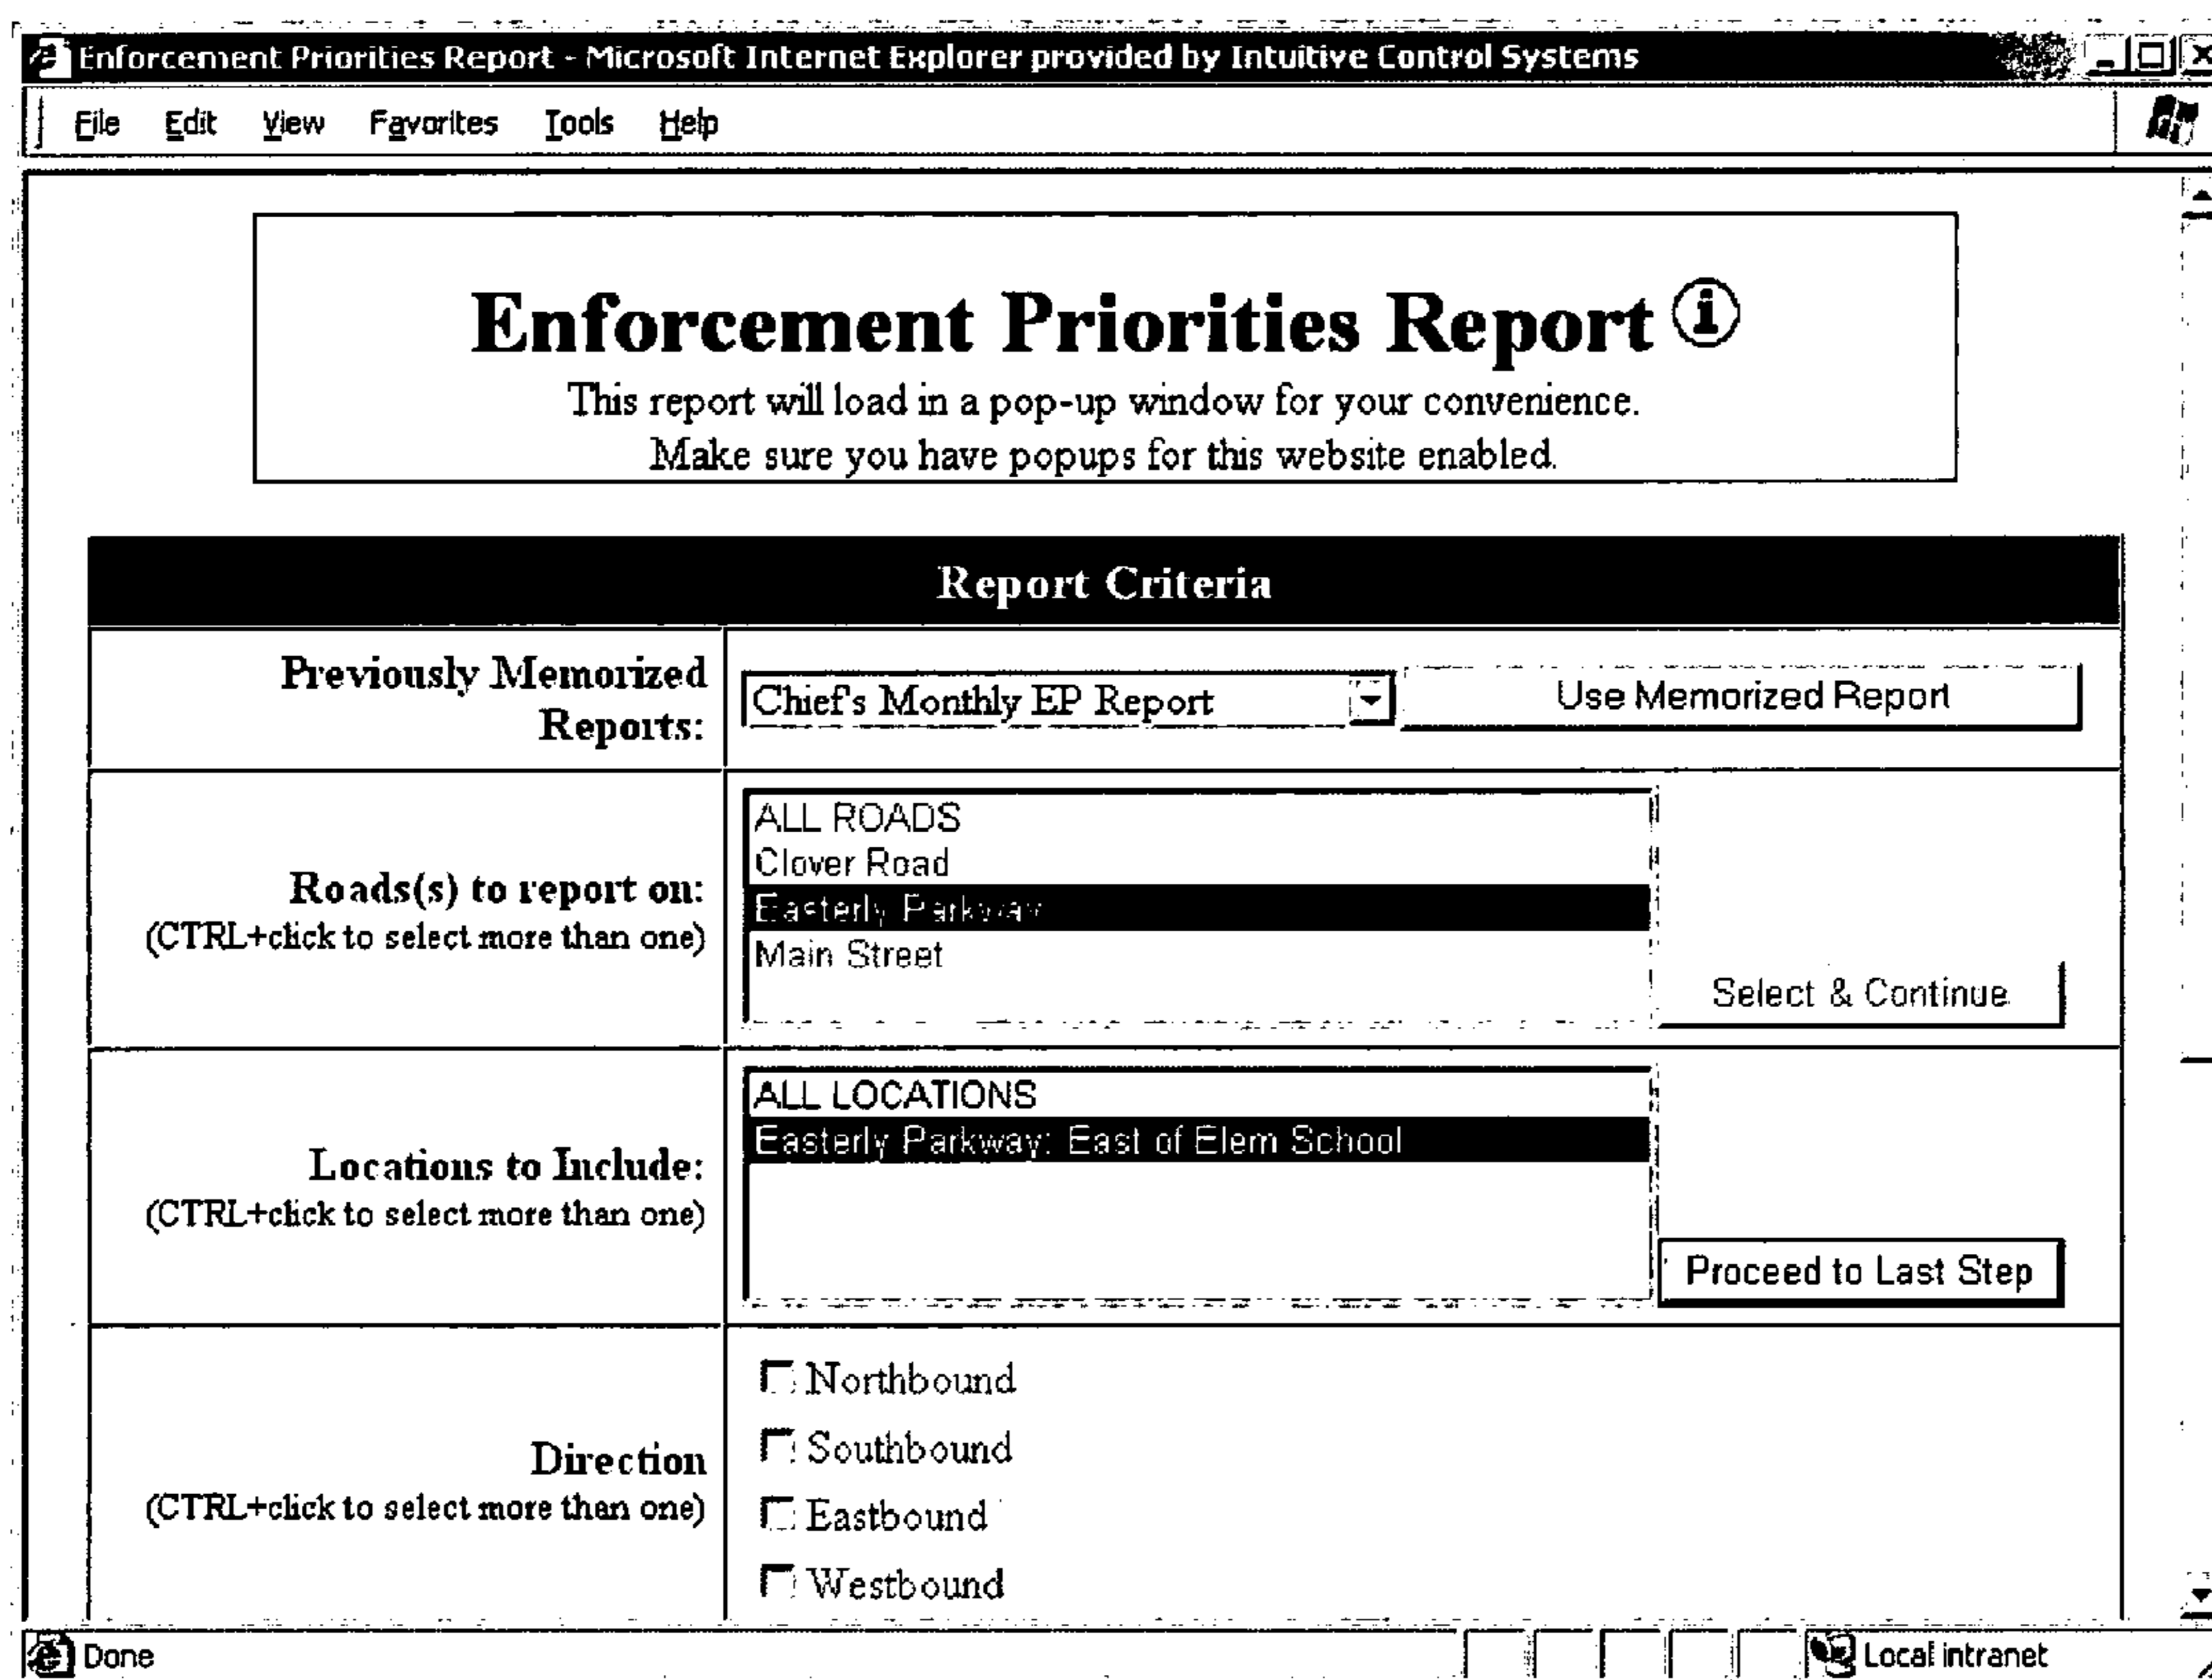 Enforcement Priorities Report - Microsoft Internet Explorer provided by Intuitive Control Systems
File Edit View Favorites Tools Help
Enforcement Priorities Report i
This report will load in a pop-up window for your convenience.
Make sure you have popups for this website enabled.
Report Criteria
Previously Memorized
Reports:
Chief's Monthly EP Report
Use Memorized Report
Roads(s) to report on:
(CTRL+click to select more than one)
ALL ROADS
Clover Road
Easterly Parkway
Main Street
Select & Continue
Locations to Include:
(CTRL+click to select more than one)
ALL LOCATIONS
Easterly Parkway: East of Elem School
Proceed to Last Step
Direction
(CTRL+click to select more than one)
Northbound
Southbound
Eastbound
Westbound
Done
Local intranet